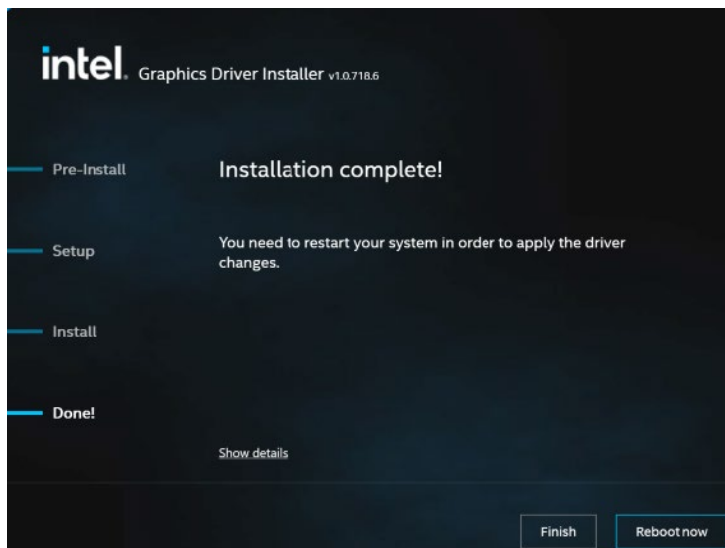 intel. Graphics Driver Installer v1.0.718.6
Pre-Install
Installation complete!
Setup
You need to restart your system in order to apply the driver
changes.
Install
Done!
Show details
Finish
Reboot now